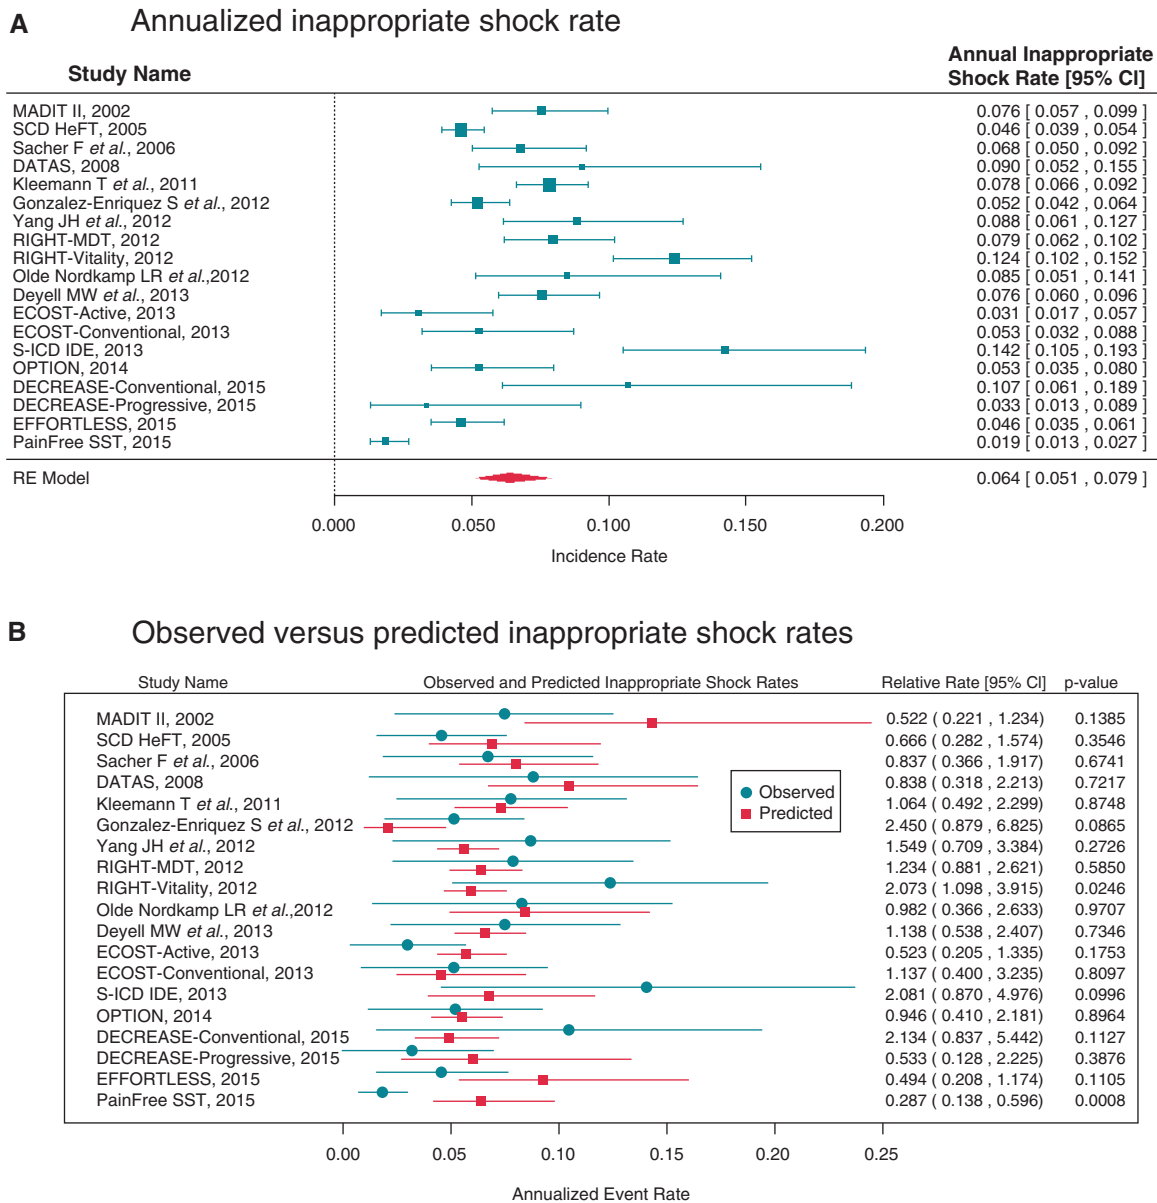 A Annualized inappropriate shock rate
Study Name
Annual Inappropriate
Shock Rate [95% CI]
MADIT II, 2002 0.076 [ 0.057 , 0.099 ]
SCD HeFT, 2005 0.046 [ 0.039 , 0.054 ]
Sacher F et al., 2006 0.068 [ 0.050 , 0.092 ]
DATAS, 2008 0.090 [ 0.052 , 0.155 ]
Kleemann T et al., 2011 0.078 [ 0.066 , 0.092 ]
Gonzalez-Enriquez S et al., 2012 0.052 [ 0.042 , 0.064 ]
Yang JH et al., 2012 0.088 [ 0.061 , 0.127 ]
RIGHT-MDT, 2012 0.079 [ 0.062 , 0.102 ]
RIGHT-Vitality, 2012 0.124 [ 0.102 , 0.152 ]
Olde Nordkamp LR et al.,2012 0.085 [ 0.051 , 0.141 ]
Deyell MW et al., 2013 0.076 [ 0.060 , 0.096 ]
ECOST-Active, 2013 0.031 [ 0.017 , 0.057 ]
ECOST-Conventional, 2013 0.053 [ 0.032 , 0.088 ]
S-ICD IDE, 2013 0.142 [ 0.105 , 0.193 ]
OPTION, 2014 0.053 [ 0.035 , 0.080 ]
DECREASE-Conventional, 2015 0.107 [ 0.061 , 0.189 ]
DECREASE-Progressive, 2015 0.033 [ 0.013 , 0.089 ]
EFFORTLESS, 2015 0.046 [ 0.035 , 0.061 ]
PainFree SST, 2015 0.019 [ 0.013 , 0.027 ]
RE Model 0.064 [ 0.051 , 0.079 ]
0.000 0.050 0.100 0.150 0.200
Incidence Rate
B Observed versus predicted inappropriate shock rates
Study Name Observed and Predicted Inappropriate Shock Rates Relative Rate [95% CI] p-value
MADIT II, 2002 0.522 ( 0.221 , 1.234) 0.1385
SCD HeFT, 2005 0.666 ( 0.282 , 1.574) 0.3546
Sacher F et al., 2006 0.837 ( 0.366 , 1.917) 0.6741
DATAS, 2008 0.838 ( 0.318 , 2.213) 0.7217
Observed
Predicted
Kleemann T et al., 2011 1.064 ( 0.492 , 2.299) 0.8748
Gonzalez-Enriquez S et al., 2012 2.450 ( 0.879 , 6.825) 0.0865
Yang JH et al., 2012 1.549 ( 0.709 , 3.384) 0.2726
RIGHT-MDT, 2012 1.234 ( 0.881 , 2.621) 0.5850
RIGHT-Vitality, 2012 2.073 ( 1.098 , 3.915) 0.0246
Olde Nordkamp LR et al.,2012 0.982 ( 0.366 , 2.633) 0.9707
Deyell MW et al., 2013 1.138 ( 0.538 , 2.407) 0.7346
ECOST-Active, 2013 0.523 ( 0.205 , 1.335) 0.1753
ECOST-Conventional, 2013 1.137 ( 0.400 , 3.235) 0.8097
S-ICD IDE, 2013 2.081 ( 0.870 , 4.976) 0.0996
OPTION, 2014 0.946 ( 0.410 , 2.181) 0.8964
DECREASE-Conventional, 2015 2.134 ( 0.837 , 5.442) 0.1127
DECREASE-Progressive, 2015 0.533 ( 0.128 , 2.225) 0.3876
EFFORTLESS, 2015 0.494 ( 0.208 , 1.174) 0.1105
PainFree SST, 2015 0.287 ( 0.138 , 0.596) 0.0008
0.00 0.05 0.10 0.15 0.20 0.25
Annualized Event Rate